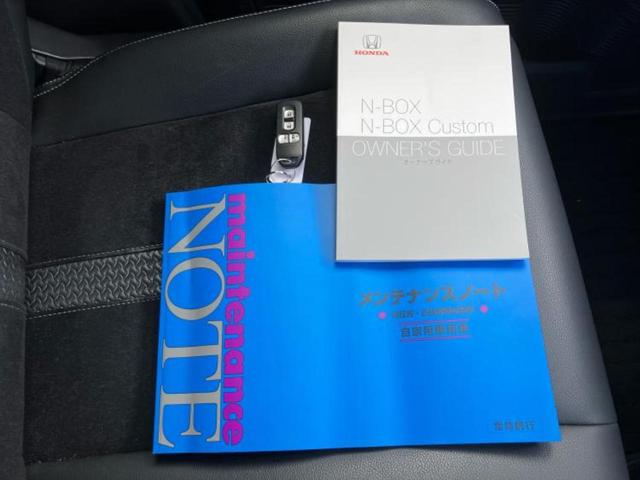 HONDA
N-BOX
N-BOX Custom
OWNER'S GUIDE
オーナーズガイド
maintenance
NOTE
メンテナンスノート
自家用乗用車